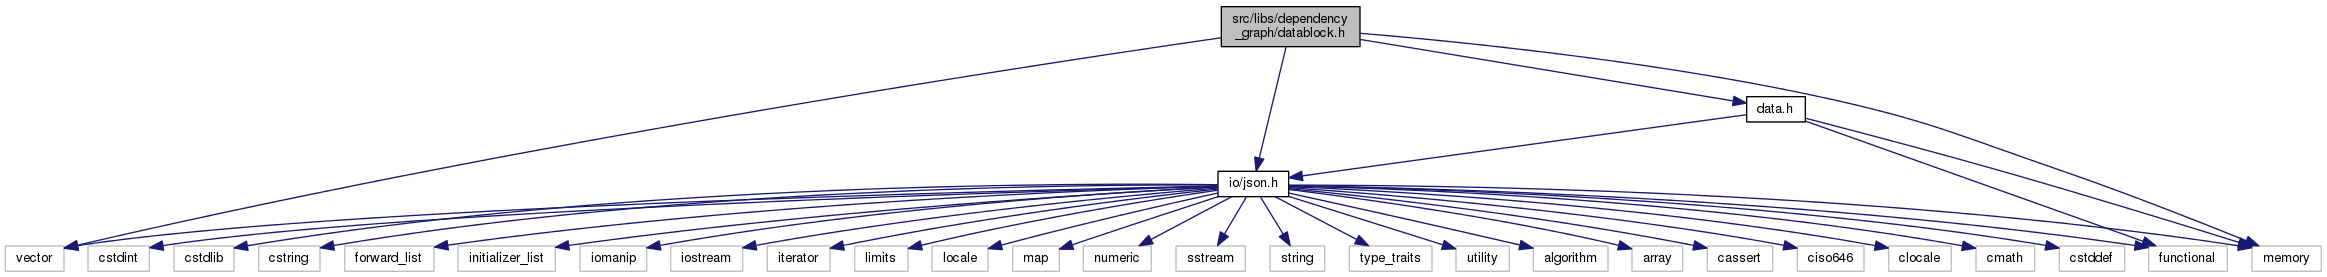 src/libs/dependency
_graph/datablock.h
data.h
io/json.h
vector
cstdint
cstdlib
cstring
forward_list
initializer_list
iomanip
iostream
iterator
limits
locale
map
numeric
sstream
string
type_traits
utility
algorithm
array
cassert
ciso646
clocale
cmath
cstddef
functional
memory